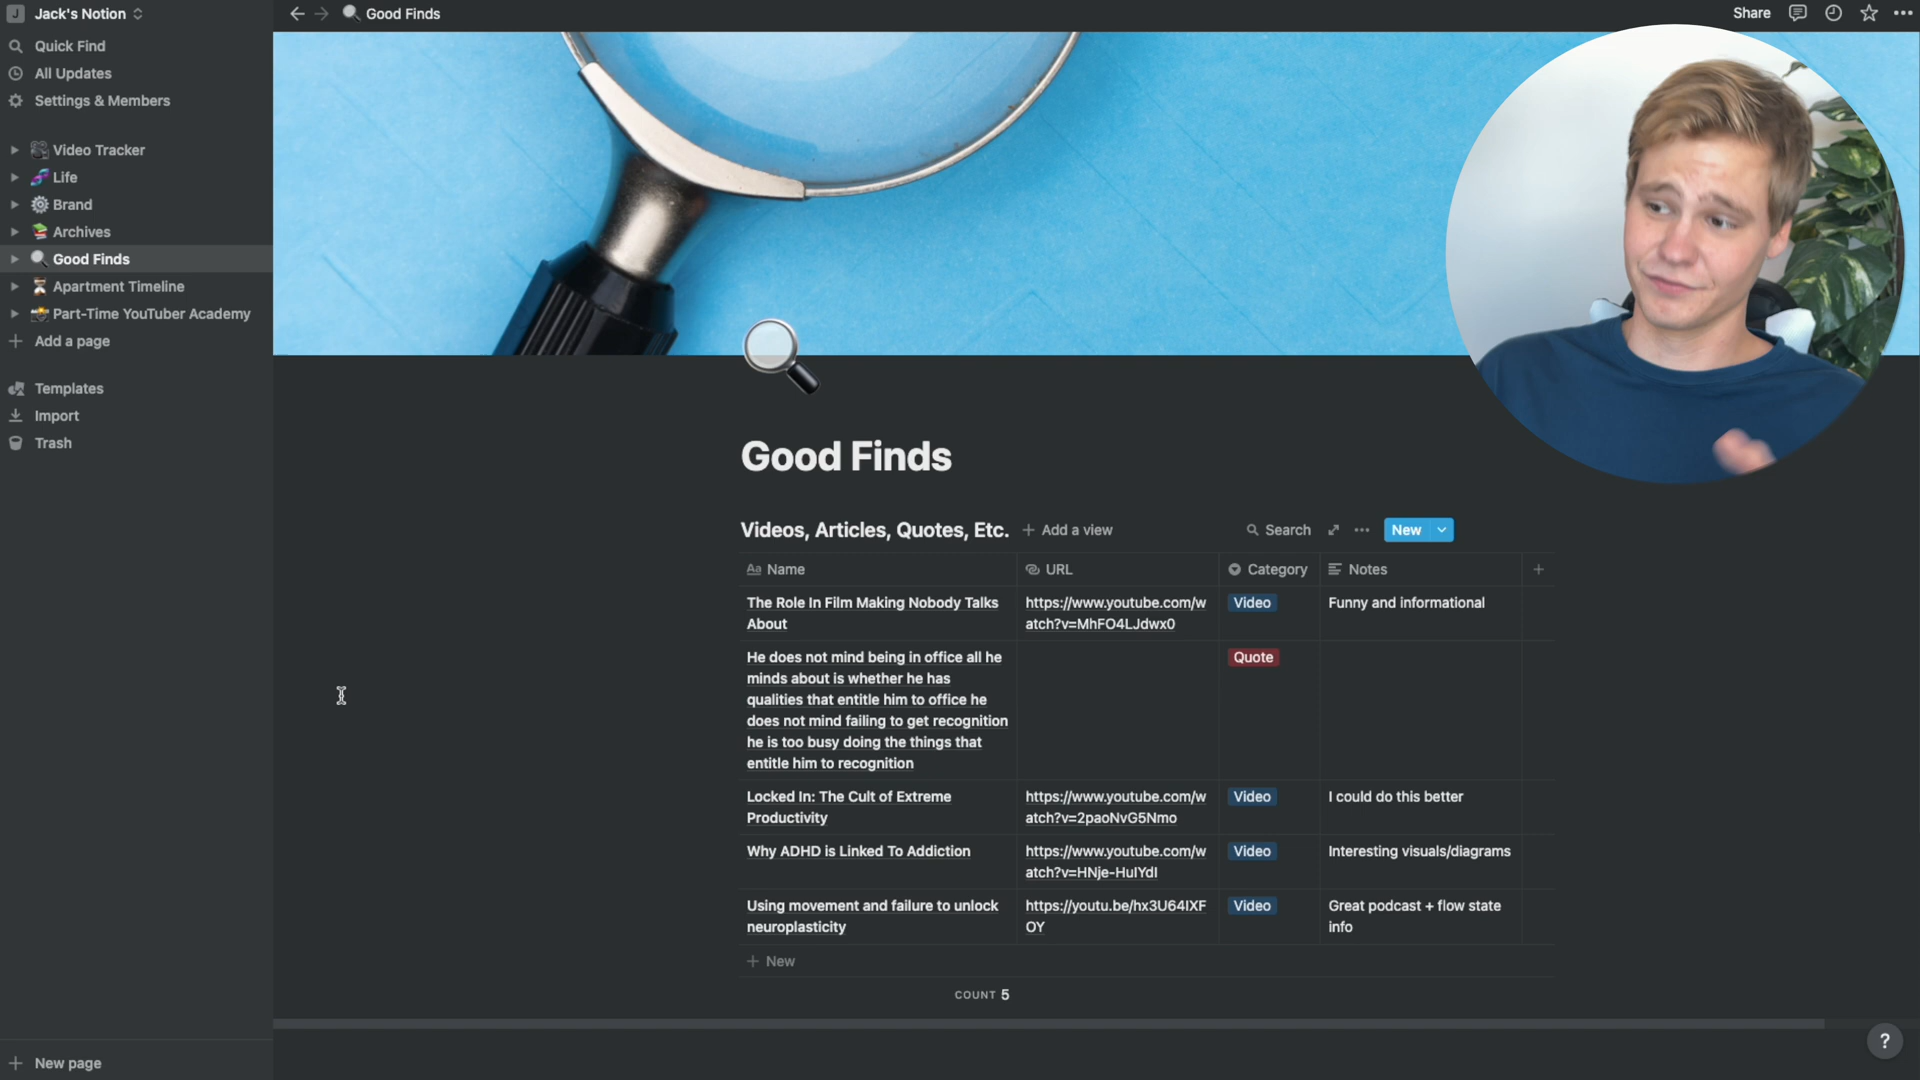 J Jack's Notion
Good Finds
Share
Quick Find
All Updates
Settings & Members
Video Tracker
Life
Brand
Archives
Good Finds
Apartment Timeline
Part-Time YouTuber Academy
Add a page
Templates
Import
Trash
New page
Good Finds
Videos, Articles, Quotes, Etc. + Add a view Search ••• New
Aa Name URL Category Notes +
The Role In Film Making Nobody Talks
About
https://www.youtube.com/w
atch?v=MhFO4LJdwx0
Video
Funny and informational
He does not mind being in office all he
minds about is whether he has
qualities that entitle him to office he
does not mind failing to get recognition
he is too busy doing the things that
entitle him to recognition
Quote
Locked In: The Cult of Extreme
Productivity
https://www.youtube.com/w
atch?v=2paoNvG5Nmo
Video
I could do this better
Why ADHD is Linked To Addiction
https://www.youtube.com/w
atch?v=HNje-HuIYdI
Video
Interesting visuals/diagrams
Using movement and failure to unlock
neuroplasticity
https://youtu.be/hx3U64IXF
OY
Video
Great podcast + flow state
info
+ New
COUNT 5
?